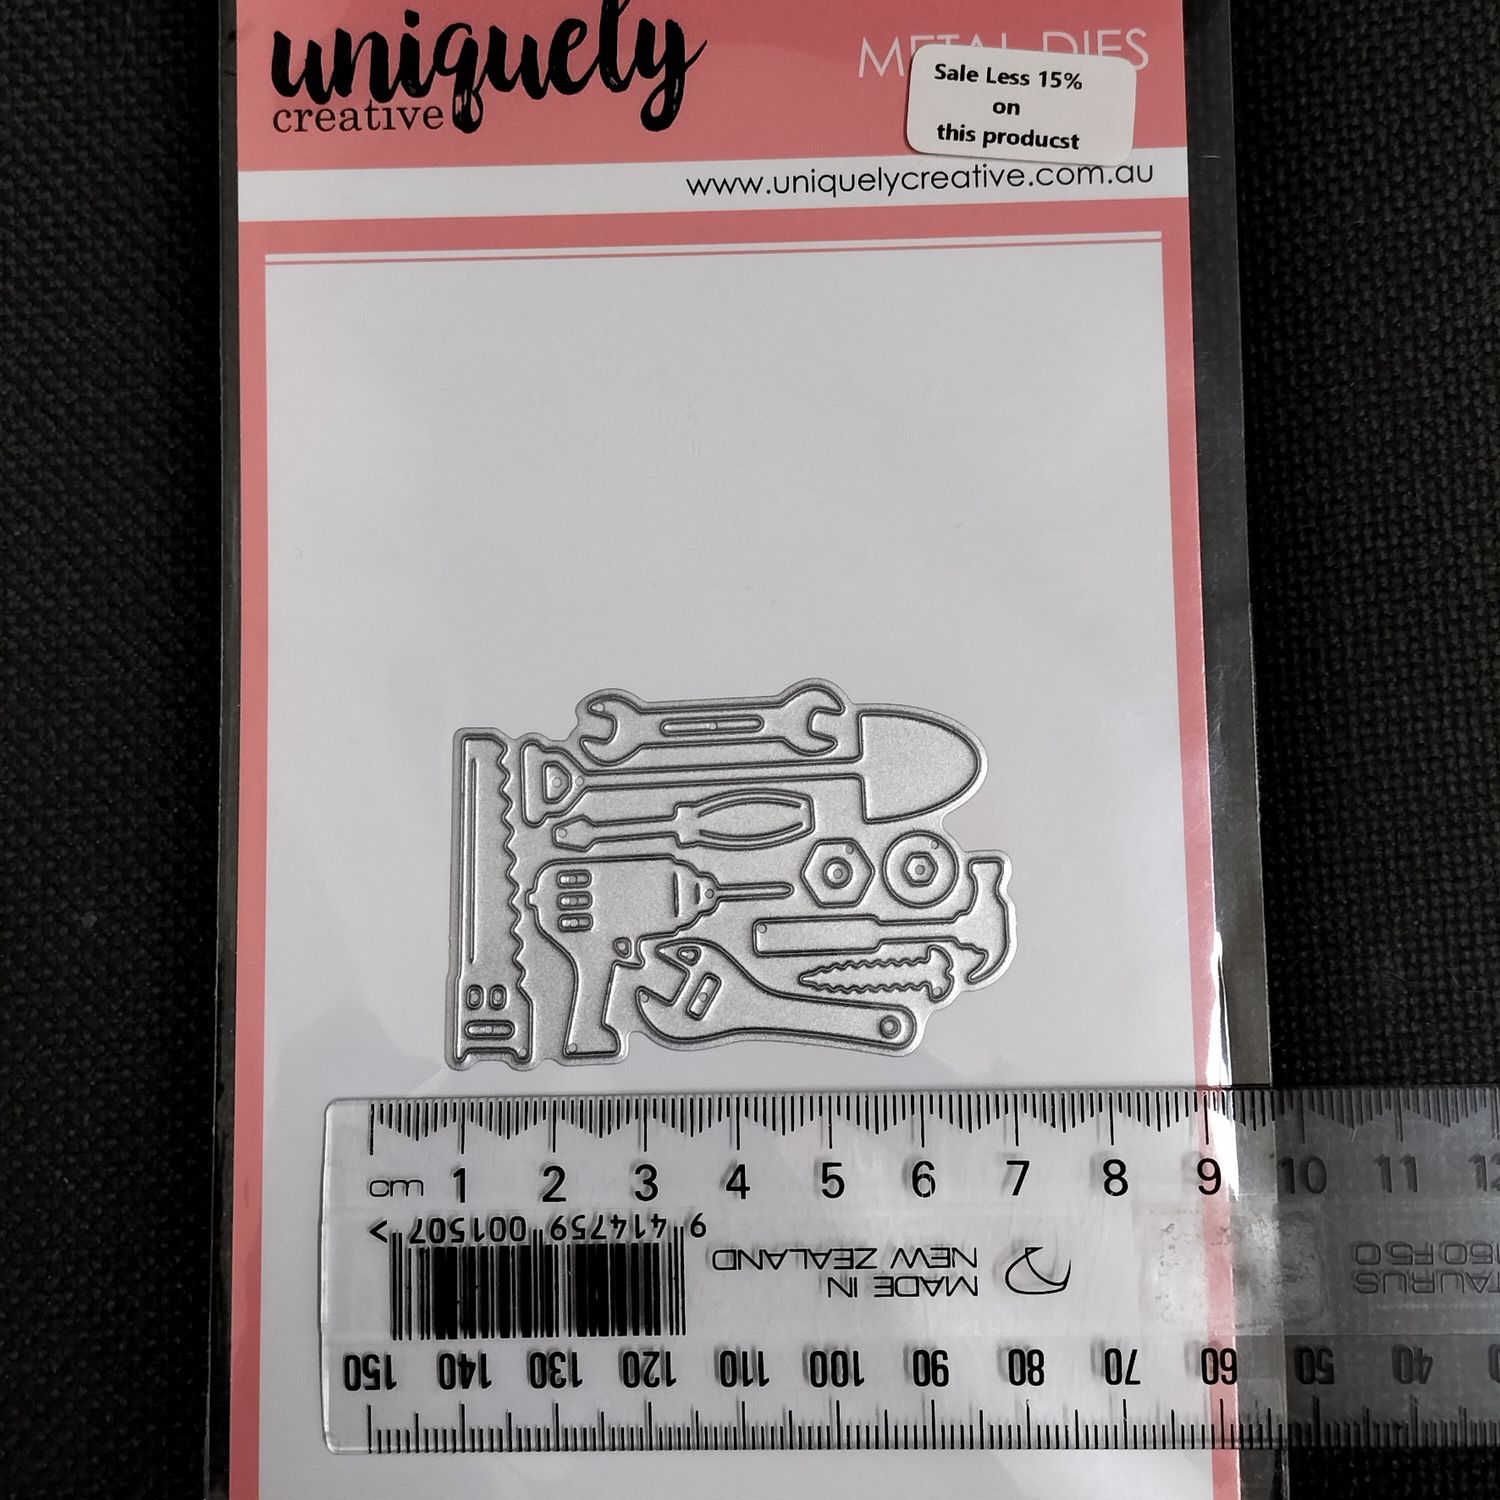 uniquely
creative
METAL DIES
Sale Less 15%
on
this producst
www.uniquelycreative.com.au
cm 1 2 3 4 5 6 7 8 9 10 11 12
9 414759 001507 >
MADE IN
NEW ZEALAND
TAURUS
150F50
150 140 130 120 110 100 90 80 70 60 50 40